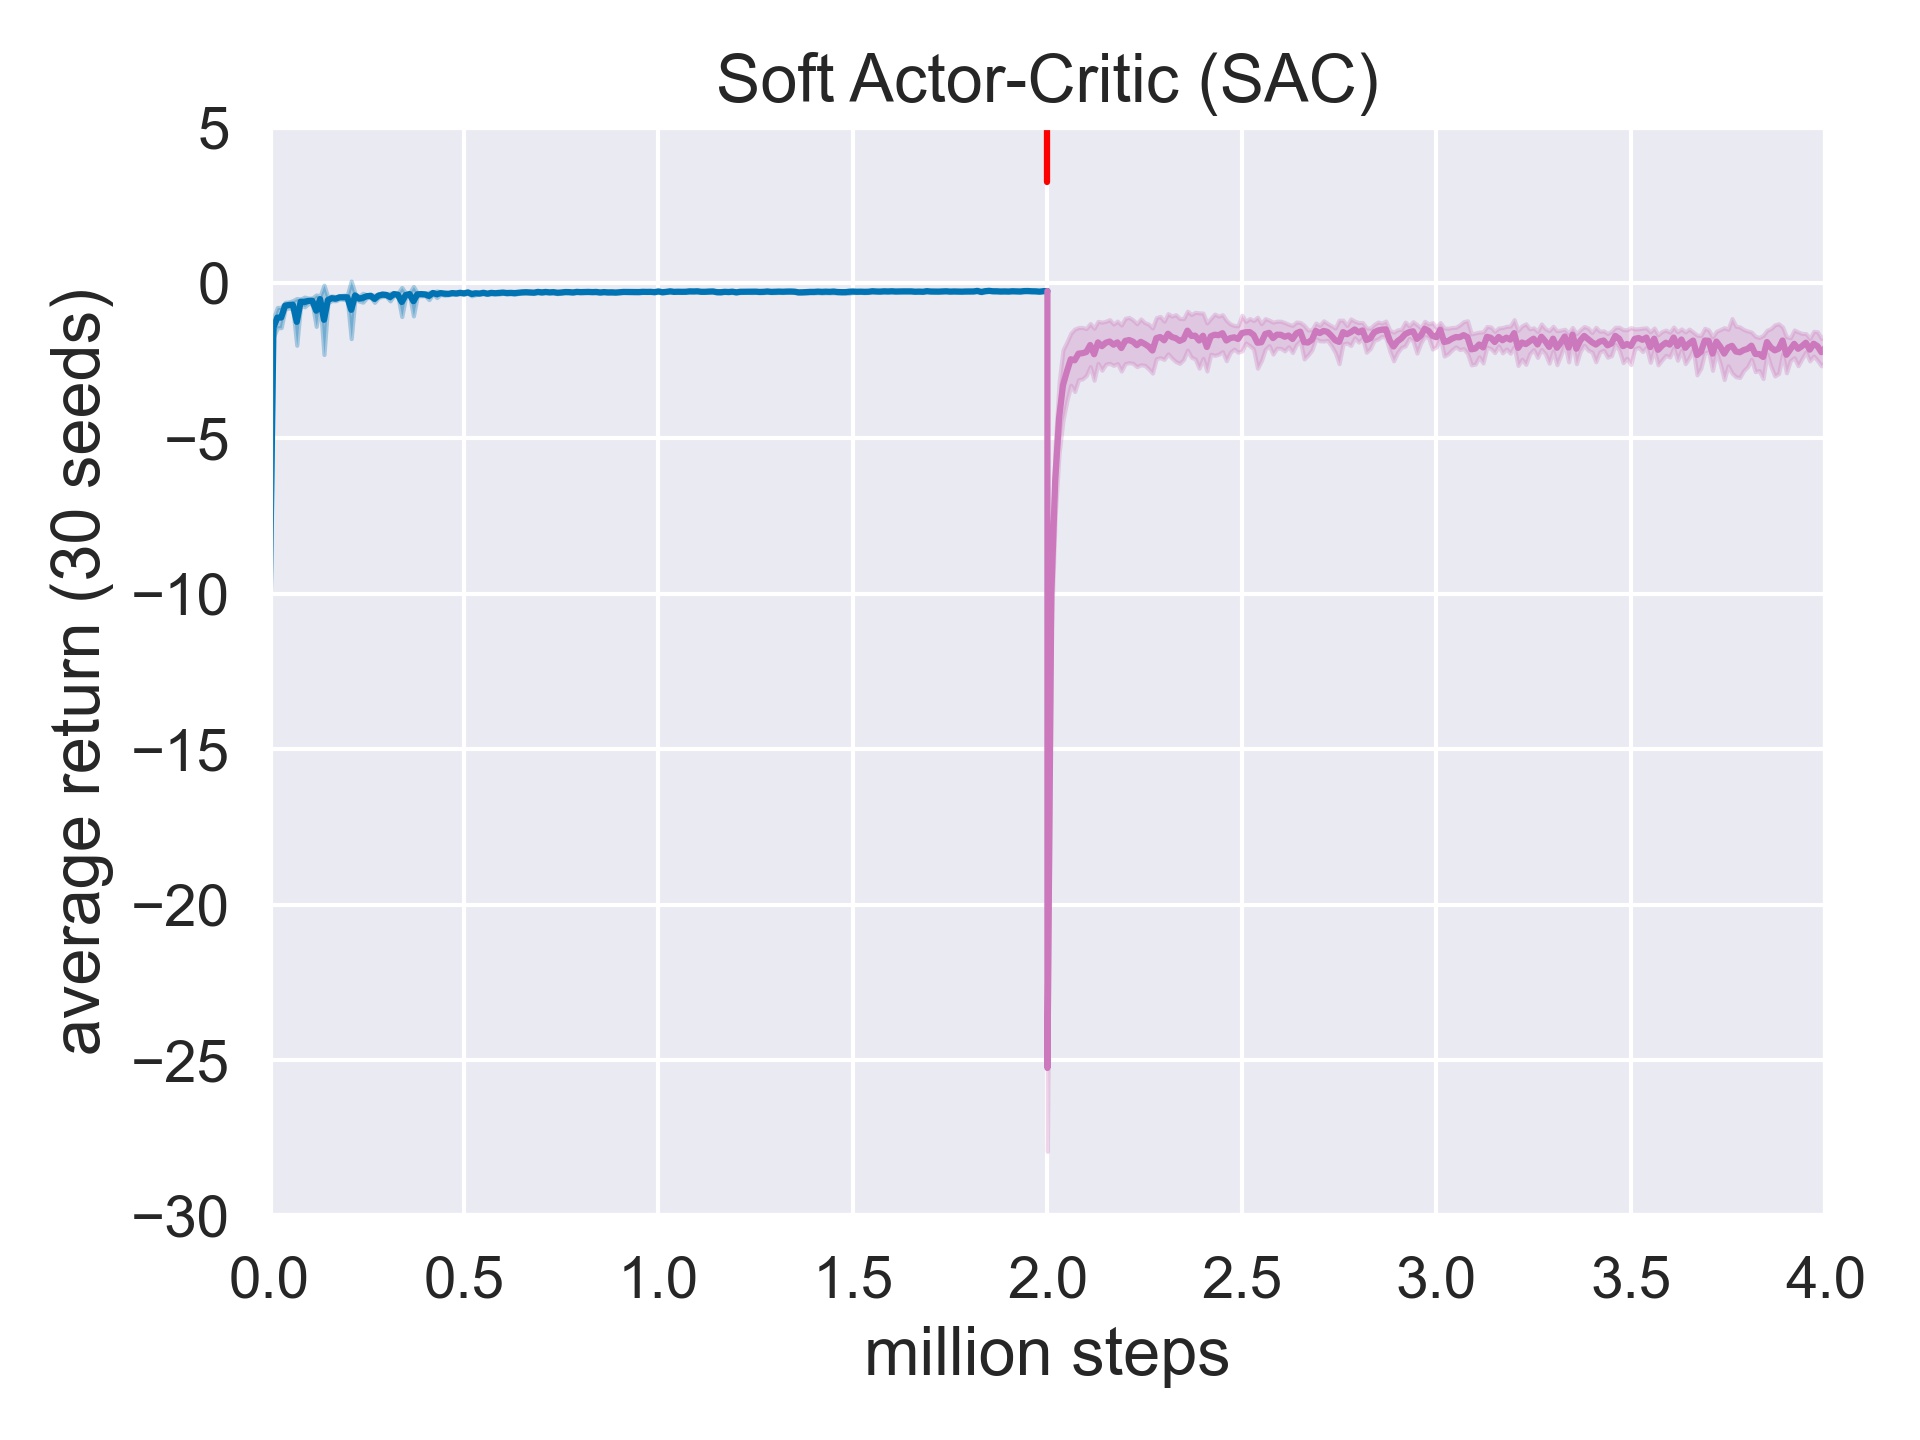 Soft Actor-Critic (SAC)
5
0
−5
−10
−15
−20
−25
−30
average return (30 seeds)
0.0 0.5 1.0 1.5 2.0 2.5 3.0 3.5 4.0
million steps